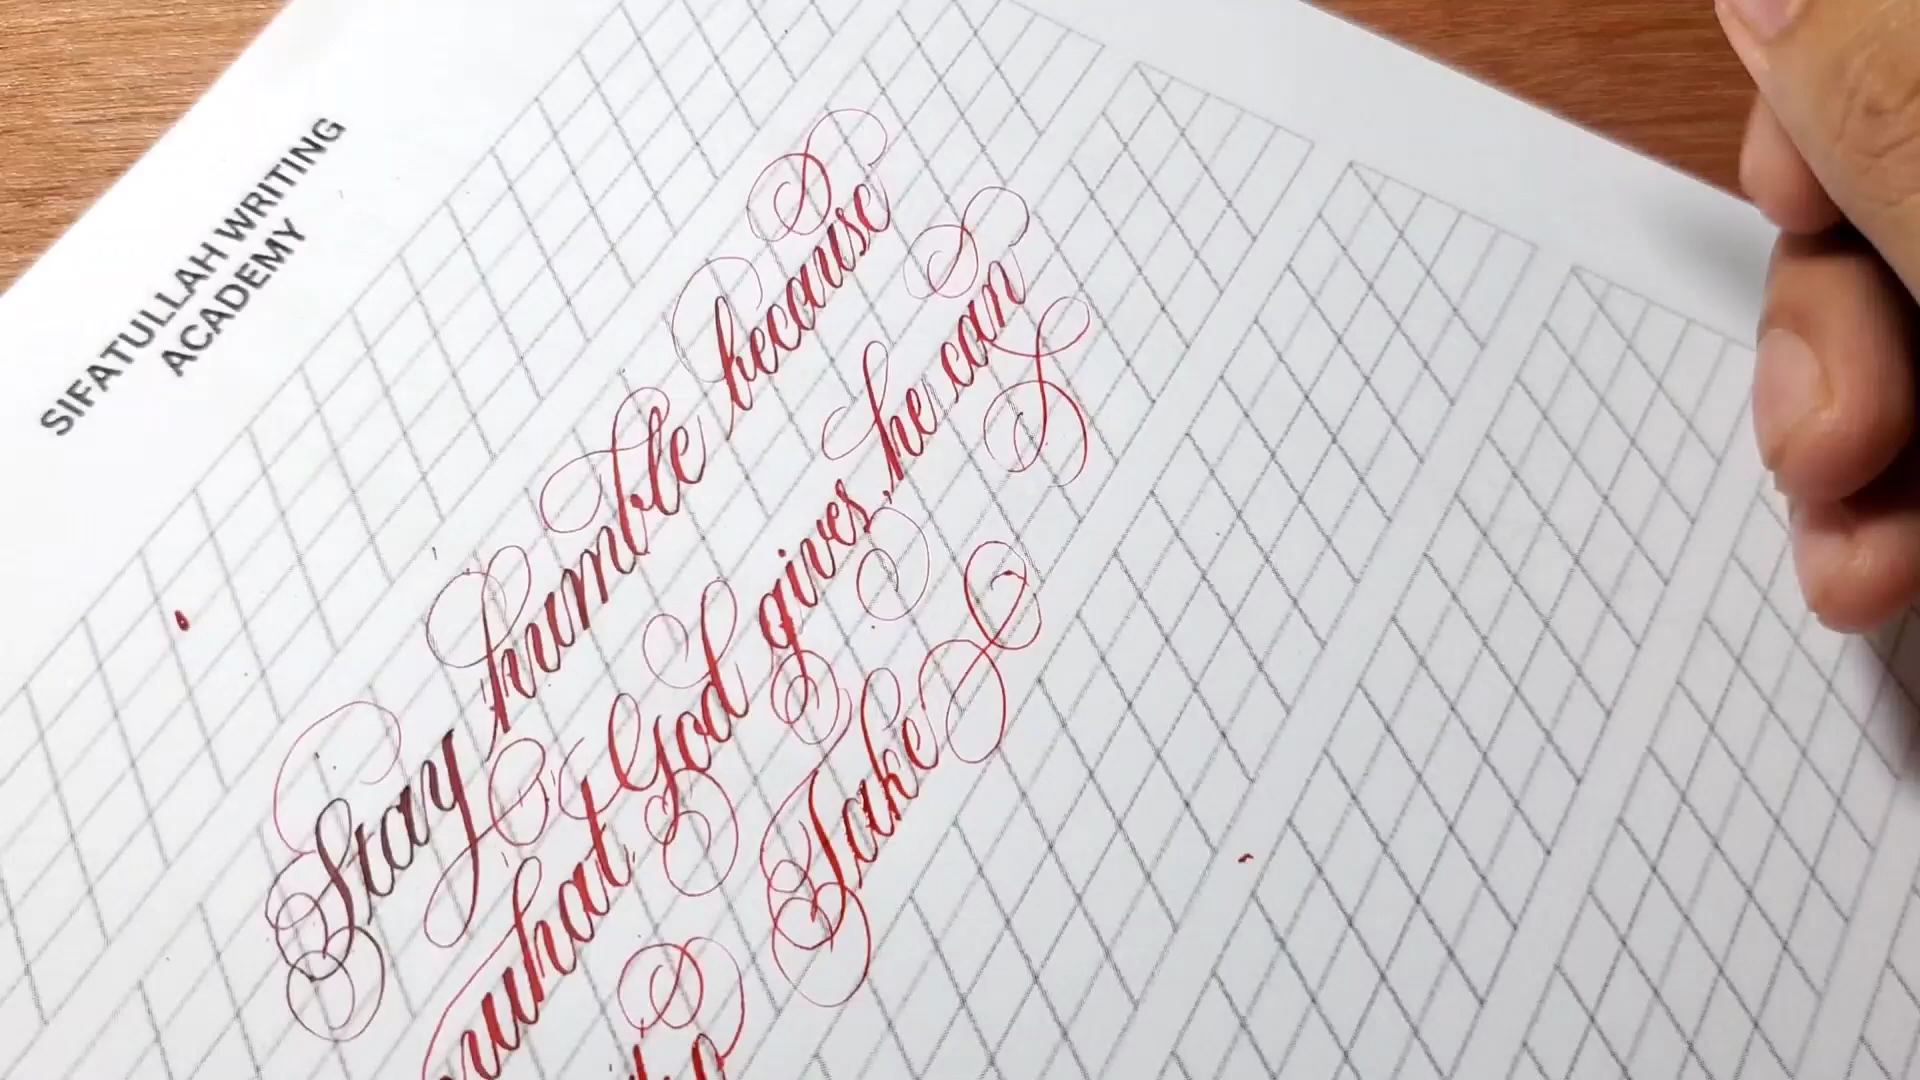 SIFATULLAH WRITING
ACADEMY
Stay humble because
what God gives, he can
Take